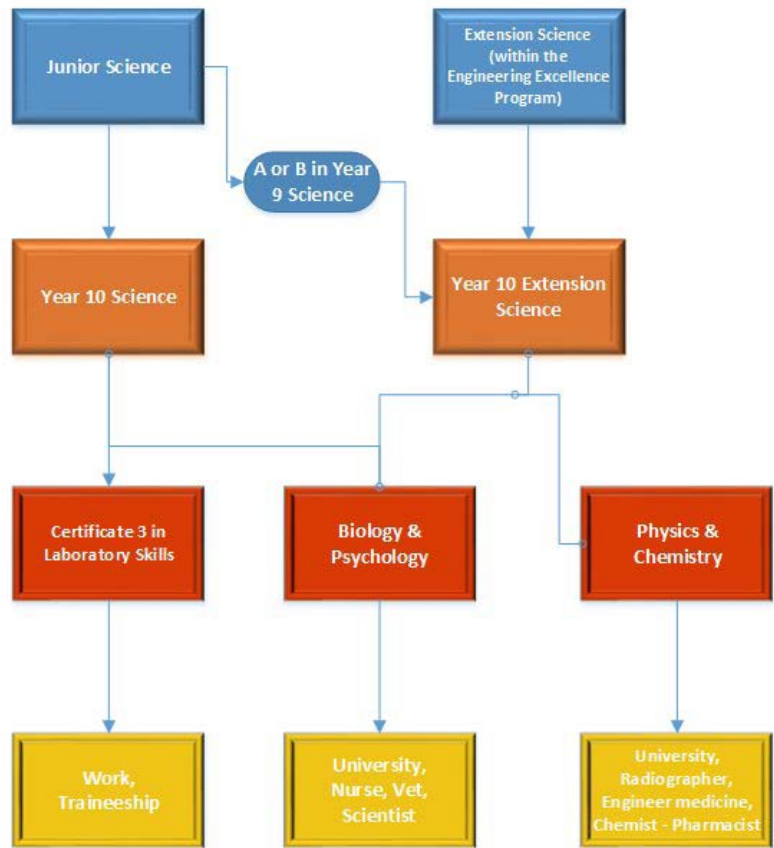 Junior Science
Extension Science
(within the
Engineering Excellence
Program)
A or B in Year
9 Science
Year 10 Science
Year 10 Extension
Science
Certificate 3 in
Laboratory Skills
Biology &
Psychology
Physics &
Chemistry
Work,
Traineeship
University,
Nurse, Vet,
Scientist
University,
Radiographer,
Engineer medicine,
Chemist - Pharmacist